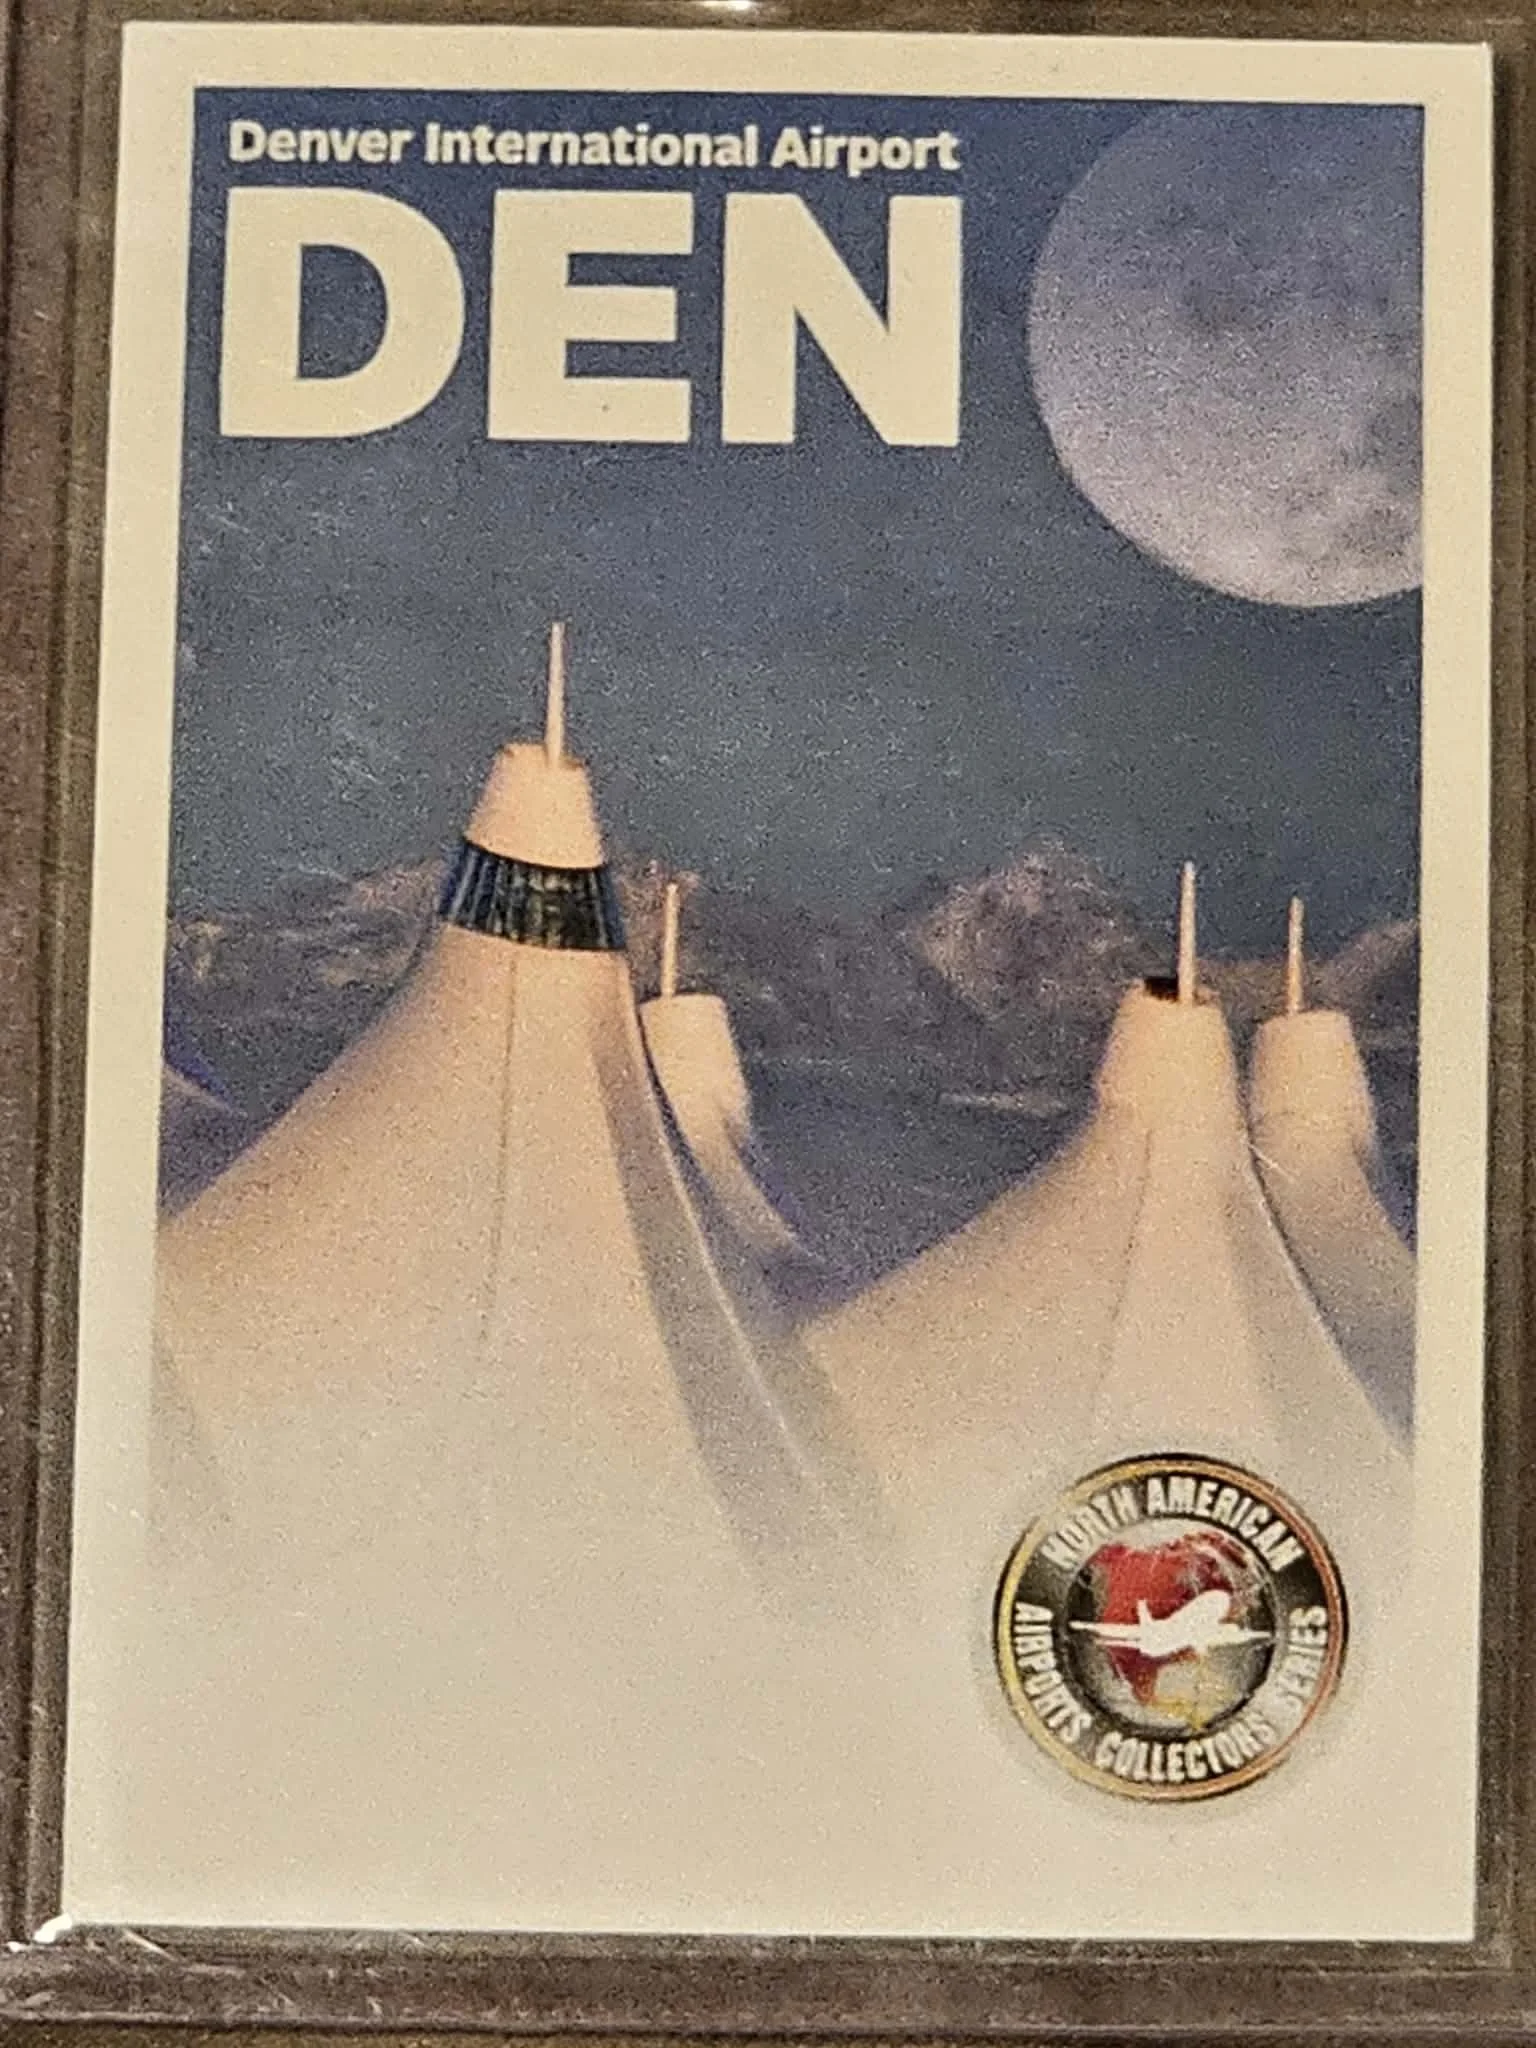 Denver International Airport
DEN
NORTH AMERICAN
AIRPORTS COLLECTORS SERIES